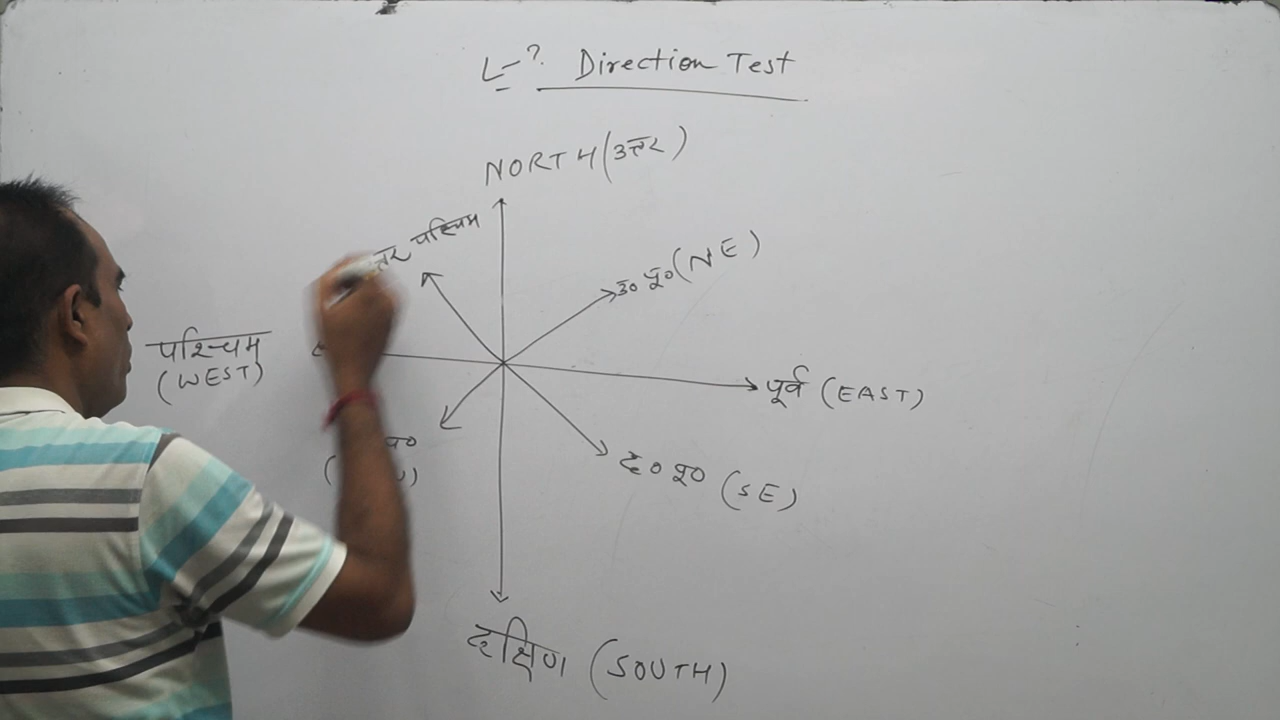 L-? Direction Test
NORTH (उत्तर)
पश्चिम
उ० पू० (NE)
पश्चिम
(WEST)
पूर्व (EAST)
द० पू० (SE)
दक्षिण (SOUTH)